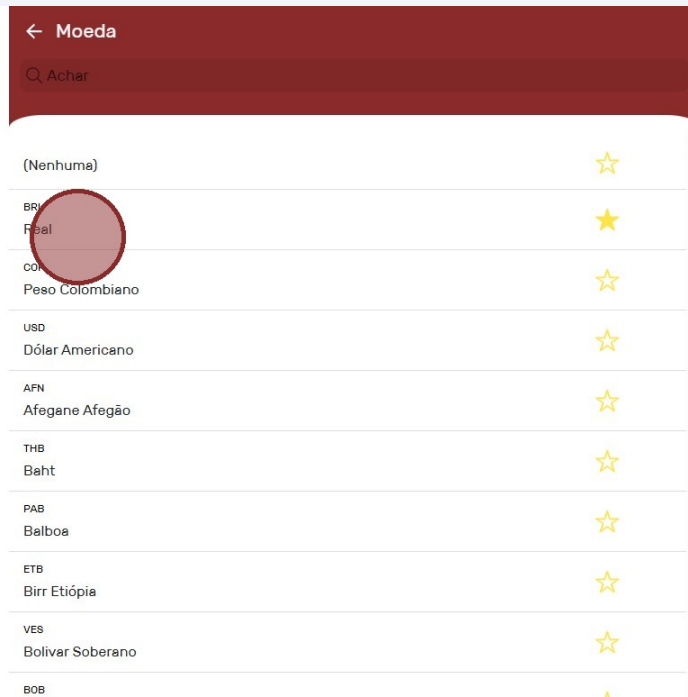 Moeda
Achar
(Nenhuma)
Real
Peso Colombiano
USD
Dólar Americano
AFN
Afegane Afegão
THB
Baht
PAB
Balboa
ETB
Birr Etiópia
VES
Bolivar Soberano
BOB